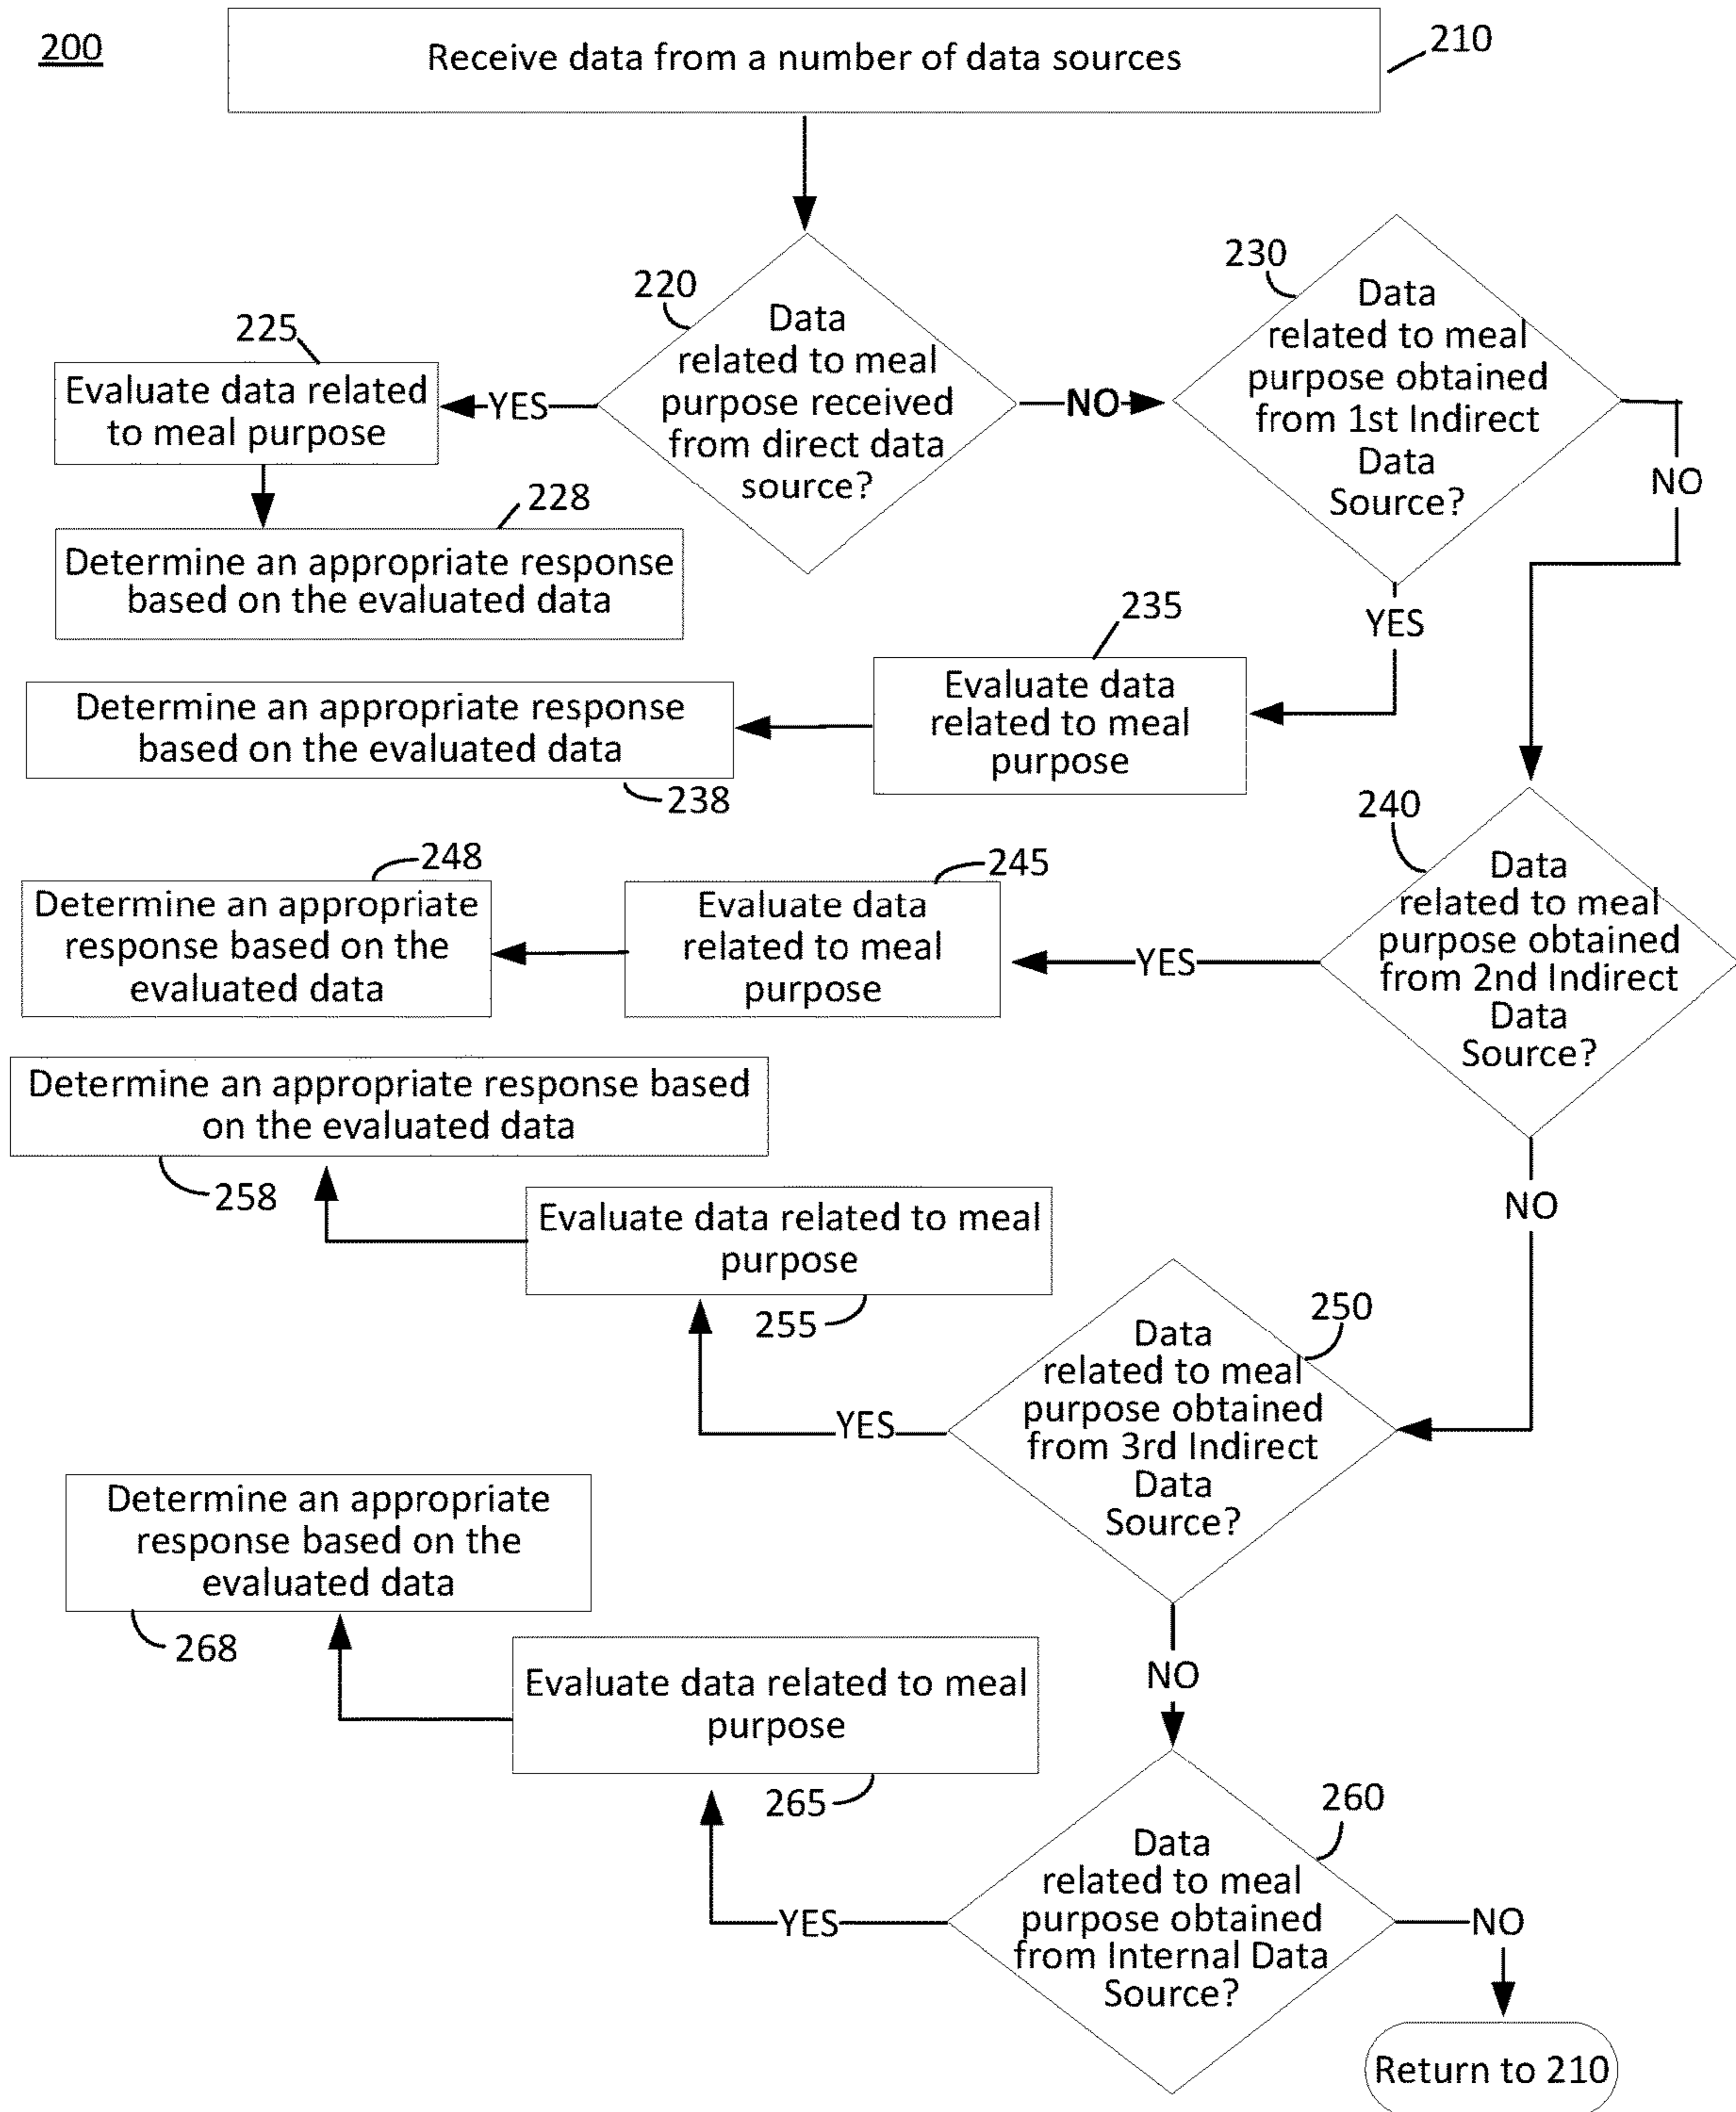 200
Receive data from a number of data sources
210
220
Data
related to meal
purpose received
from direct data
source?
230
Data
related to meal
purpose obtained
from 1st Indirect
Data
Source?
225
Evaluate data related
to meal purpose
YES
NO
NO
228
Determine an appropriate response
based on the evaluated data
YES
235
Evaluate data
related to meal
purpose
Determine an appropriate response
based on the evaluated data
238
240
Data
related to meal
purpose obtained
from 2nd Indirect
Data
Source?
248
Determine an appropriate
response based on the
evaluated data
245
Evaluate data
related to meal
purpose
YES
Determine an appropriate response based
on the evaluated data
258
Evaluate data related to meal
purpose
255
NO
250
Data
related to meal
purpose obtained
from 3rd Indirect
Data
Source?
YES
Determine an appropriate
response based on the
evaluated data
268
Evaluate data related to meal
purpose
265
NO
260
Data
related to meal
purpose obtained
from Internal Data
Source?
YES
NO
Return to 210